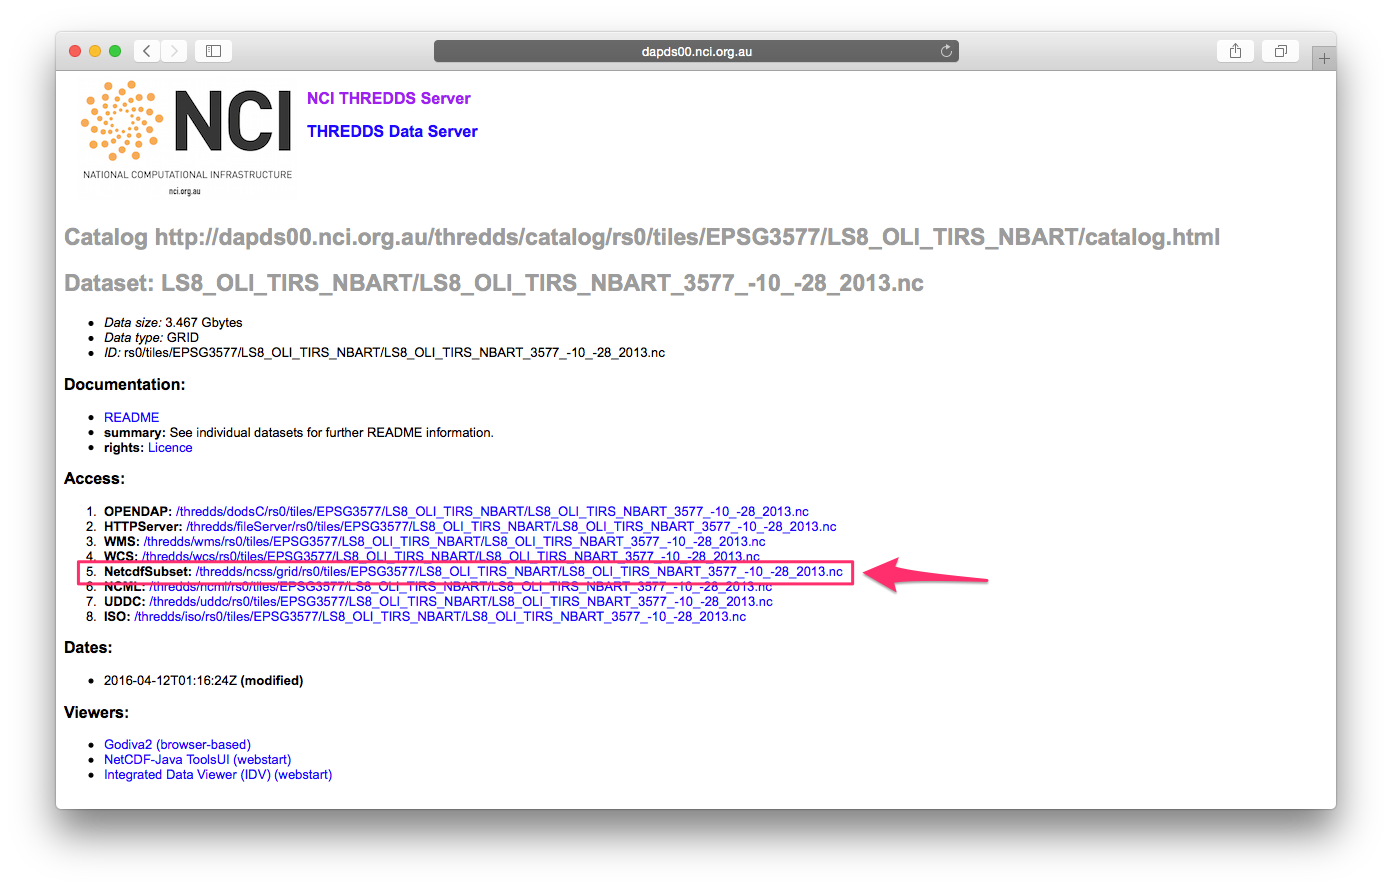 dapds00.nci.org.au
NCI
NATIONAL COMPUTATIONAL INFRASTRUCTURE
nci.org.au
NCI THREDDS Server
THREDDS Data Server
Catalog http://dapds00.nci.org.au/thredds/catalog/rs0/tiles/EPSG3577/LS8_OLI_TIRS_NBART/catalog.html
Dataset: LS8_OLI_TIRS_NBART/LS8_OLI_TIRS_NBART_3577_-10_-28_2013.nc
• Data size: 3.467 Gbytes
• Data type: GRID
• ID: rs0/tiles/EPSG3577/LS8_OLI_TIRS_NBART/LS8_OLI_TIRS_NBART_3577_-10_-28_2013.nc
Documentation:
• README
• summary: See individual datasets for further README information.
• rights: Licence
Access:
1. OPENDAP: /thredds/dodsC/rs0/tiles/EPSG3577/LS8_OLI_TIRS_NBART/LS8_OLI_TIRS_NBART_3577_-10_-28_2013.nc
2. HTTPServer: /thredds/fileServer/rs0/tiles/EPSG3577/LS8_OLI_TIRS_NBART/LS8_OLI_TIRS_NBART_3577_-10_-28_2013.nc
3. WMS: /thredds/wms/rs0/tiles/EPSG3577/LS8_OLI_TIRS_NBART/LS8_OLI_TIRS_NBART_3577_-10_-28_2013.nc
4. WCS: /thredds/wcs/rs0/tiles/EPSG3577/LS8_OLI_TIRS_NBART/LS8_OLI_TIRS_NBART_3577_-10_-28_2013.nc
5. NetcdfSubset: /thredds/ncss/grid/rs0/tiles/EPSG3577/LS8_OLI_TIRS_NBART/LS8_OLI_TIRS_NBART_3577_-10_-28_2013.nc
6. NCML: /thredds/ncml/rs0/tiles/EPSG3577/LS8_OLI_TIRS_NBART/LS8_OLI_TIRS_NBART_3577_-10_-28_2013.nc
7. UDDC: /thredds/uddc/rs0/tiles/EPSG3577/LS8_OLI_TIRS_NBART/LS8_OLI_TIRS_NBART_3577_-10_-28_2013.nc
8. ISO: /thredds/iso/rs0/tiles/EPSG3577/LS8_OLI_TIRS_NBART/LS8_OLI_TIRS_NBART_3577_-10_-28_2013.nc
Dates:
• 2016-04-12T01:16:24Z (modified)
Viewers:
• Godiva2 (browser-based)
• NetCDF-Java ToolsUI (webstart)
• Integrated Data Viewer (IDV) (webstart)